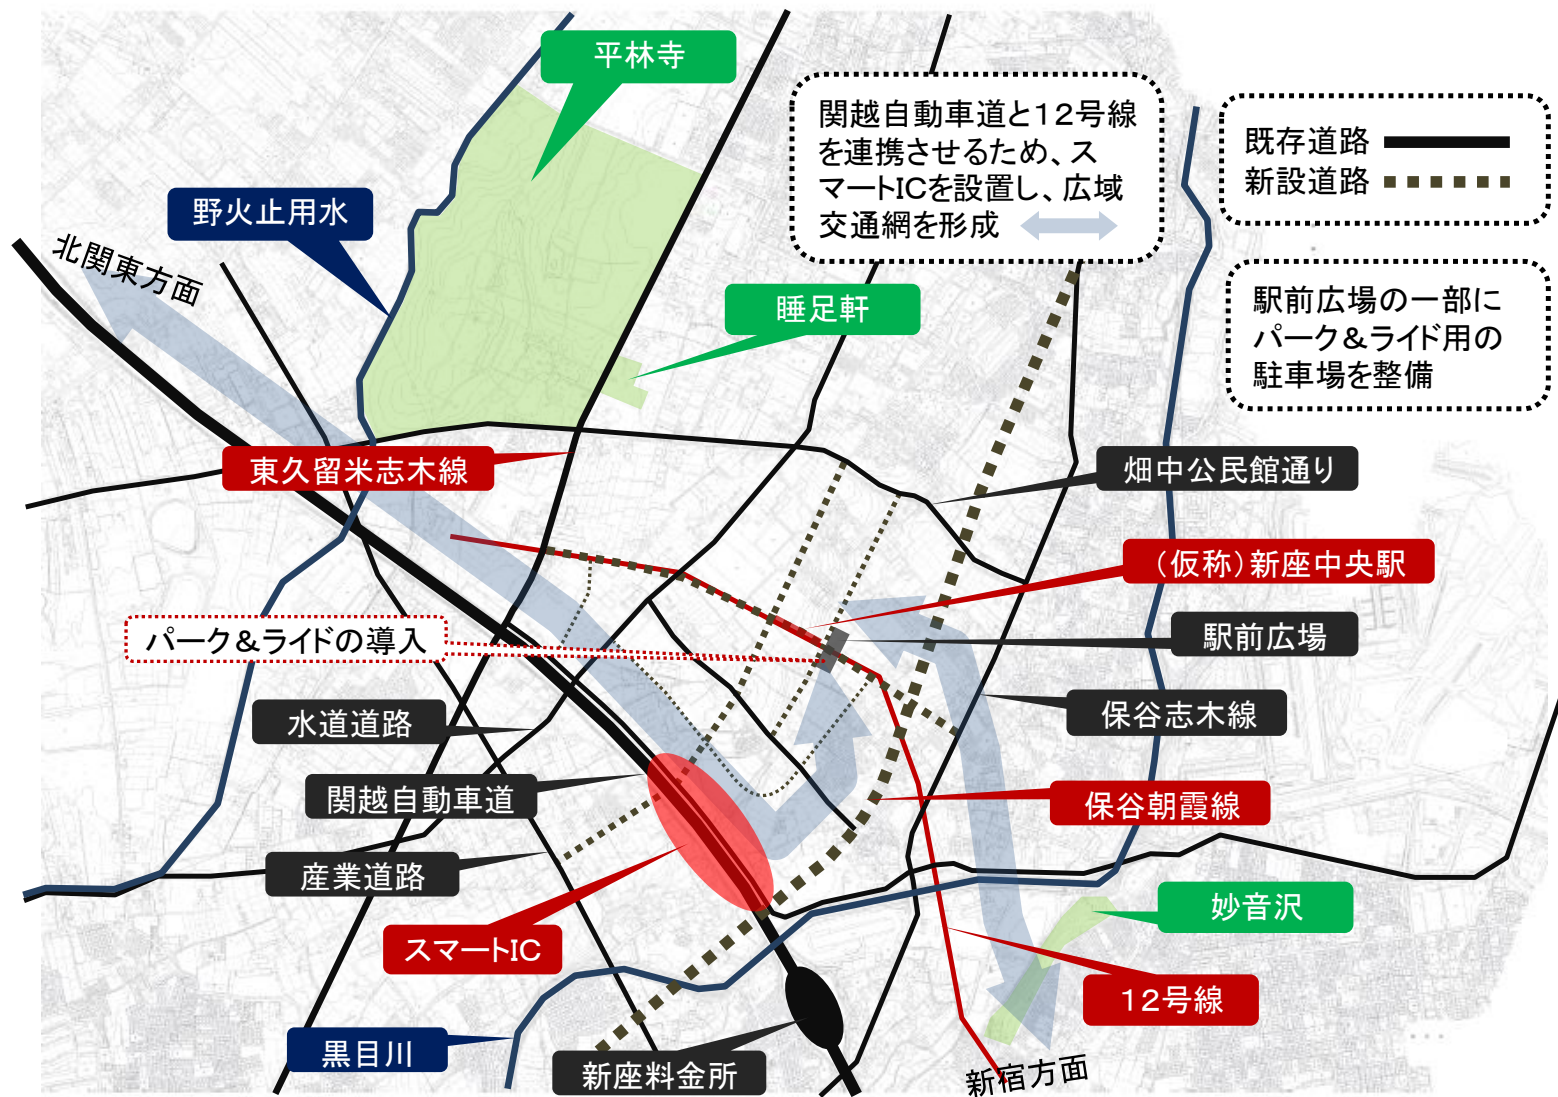 平林寺
関越自動車道と12号線
を連携させるため、ス
マートICを設置し、広域
交通網を形成
既存道路
新設道路
野火止用水
北関東方面
睡足軒
駅前広場の一部に
パーク&ライド用の
駐車場を整備
東久留米志木線
畑中公民館通り
(仮称)新座中央駅
パーク&ライドの導入
駅前広場
水道道路
保谷志木線
関越自動車道
保谷朝霞線
産業道路
妙音沢
スマートIC
12号線
黒目川
新座料金所
新宿方面